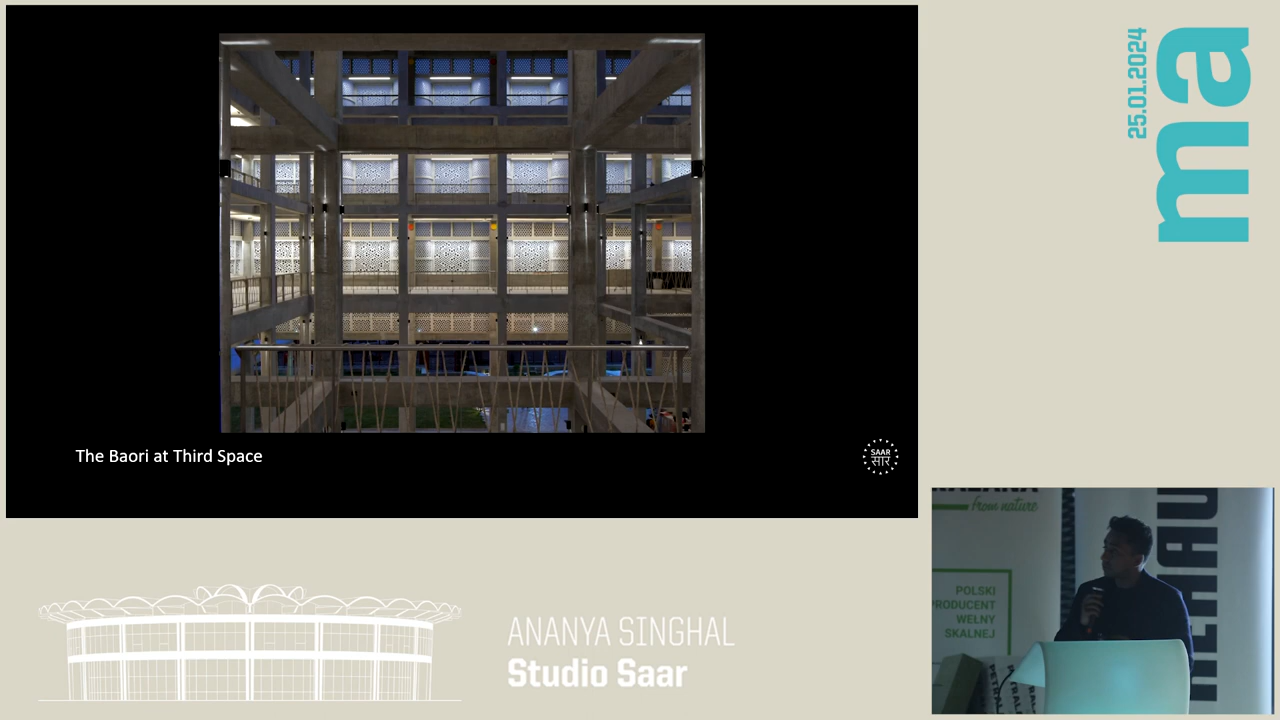 25.01.2024
ma
The Baori at Third Space
SAAR
सार
from nature
POLSKI
PRODUCENT
WEŁNY
SKALNEJ
ANANYA SINGHAL
Studio Saar